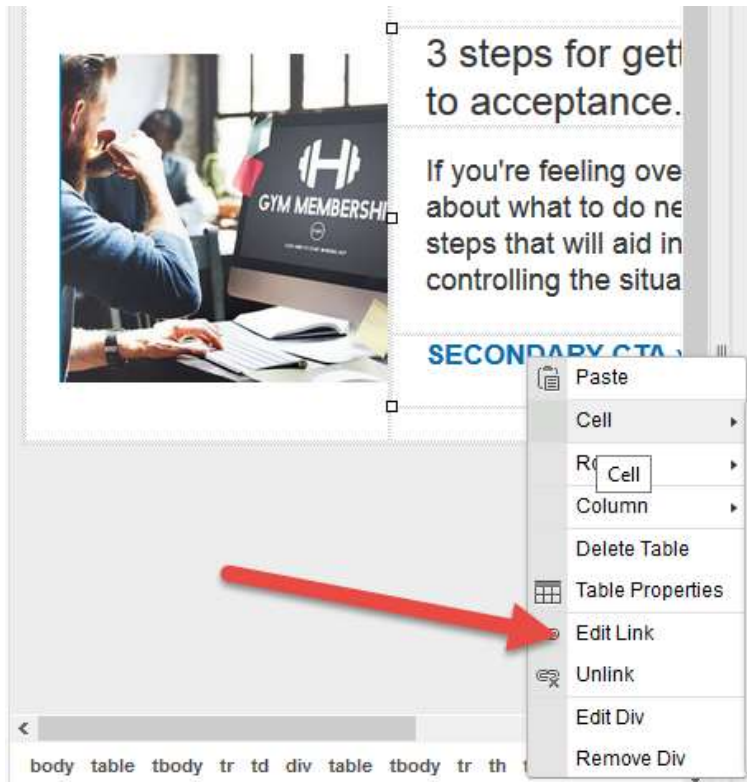 3 steps for gett
to acceptance.
GYM MEMBERSHI
If you're feeling ove
about what to do ne
steps that will aid in
controlling the situa
SECONDARY CTA
Paste
Cell
Cell
Column
Delete Table
Table Properties
Edit Link
Unlink
Edit Div
Remove Div
body table tbody tr td div table tbody tr th